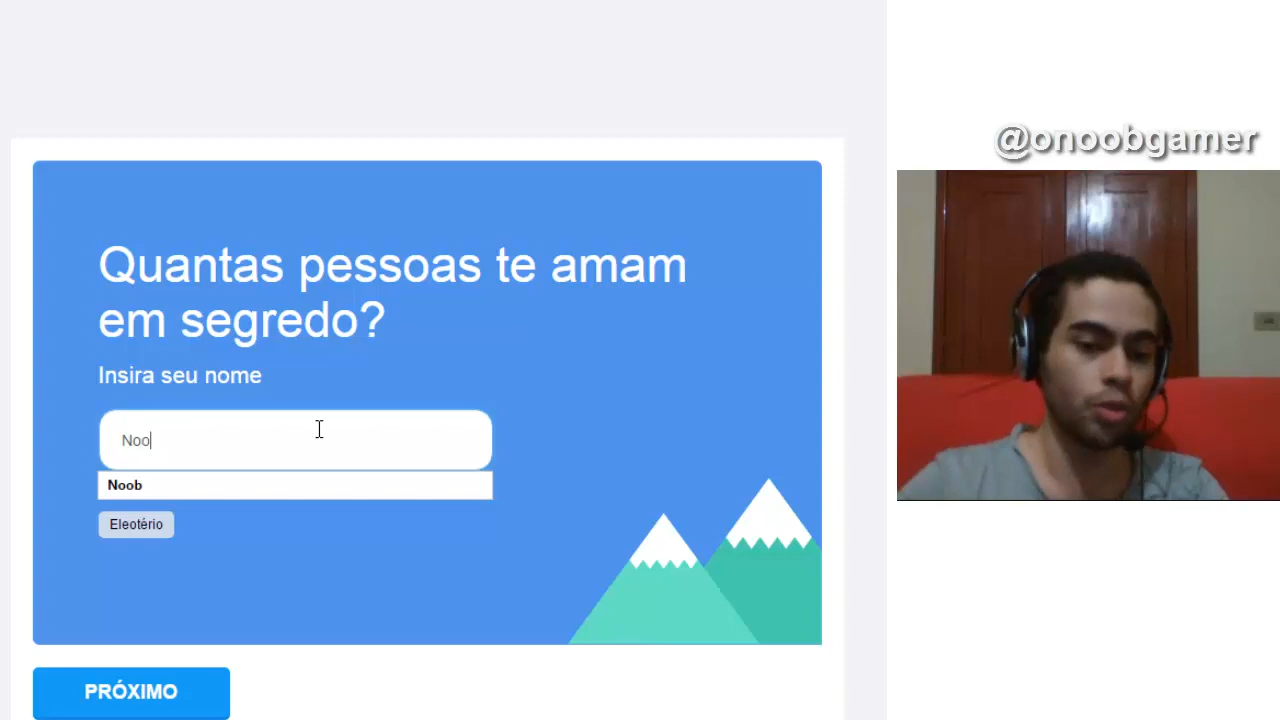 @onoobgamer
Quantas pessoas te amam
em segredo?
Insira seu nome
Noo
Noob
Eleotério
PRÓXIMO